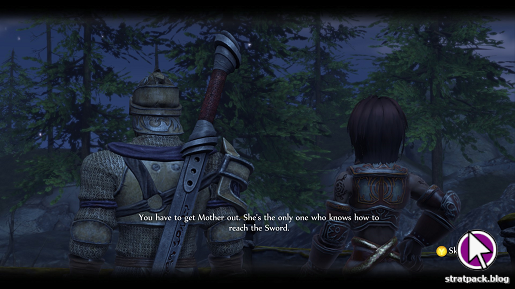 You have to get Mother out. She's the only one who knows how to
reach the Sword.
stratpack.blog